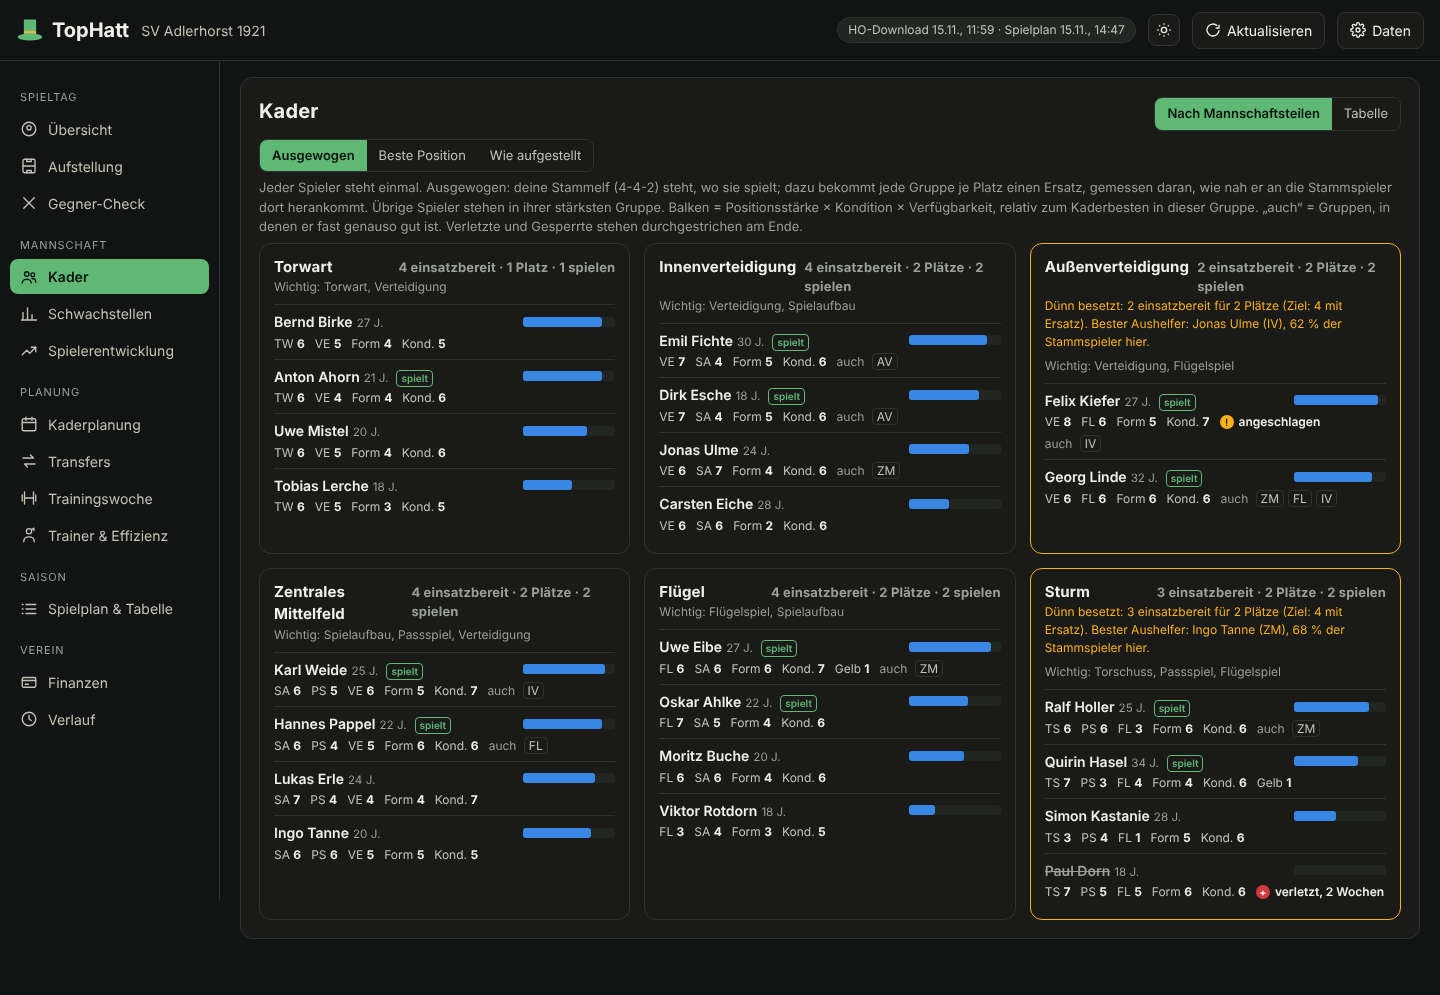 TopHatt SV Adlerhorst 1921
HO-Download 15.11., 11:59 · Spielplan 15.11., 14:47
Aktualisieren
Daten
SPIELTAG
Übersicht
Aufstellung
Gegner-Check
MANNSCHAFT
Kader
Schwachstellen
Spielerentwicklung
PLANUNG
Kaderplanung
Transfers
Trainingswoche
Trainer & Effizienz
SAISON
Spielplan & Tabelle
VEREIN
Finanzen
Verlauf
Kader
Nach Mannschaftsteilen Tabelle
Ausgewogen Beste Position Wie aufgestellt
Jeder Spieler steht einmal. Ausgewogen: deine Stammelf (4-4-2) steht, wo sie spielt; dazu bekommt jede Gruppe je Platz einen Ersatz, gemessen daran, wie nah er an die Stammspieler
dort herankommt. Übrige Spieler stehen in ihrer stärksten Gruppe. Balken = Positionsstärke × Kondition × Verfügbarkeit, relativ zum Kaderbesten in dieser Gruppe. „auch“ = Gruppen, in
denen er fast genauso gut ist. Verletzte und Gesperrte stehen durchgestrichen am Ende.
Torwart 4 einsatzbereit · 1 Platz · 1 spielen
Wichtig: Torwart, Verteidigung
Bernd Birke 27 J.
TW 6 VE 5 Form 4 Kond. 5
Anton Ahorn 21 J. spielt
TW 6 VE 4 Form 4 Kond. 6
Uwe Mistel 20 J.
TW 6 VE 5 Form 4 Kond. 6
Tobias Lerche 18 J.
TW 6 VE 5 Form 3 Kond. 5
Innenverteidigung 4 einsatzbereit · 2 Plätze · 2
spielen
Wichtig: Verteidigung, Spielaufbau
Emil Fichte 30 J. spielt
VE 7 SA 4 Form 5 Kond. 6 auch AV
Dirk Esche 18 J. spielt
VE 7 SA 4 Form 5 Kond. 6 auch AV
Jonas Ulme 24 J.
VE 6 SA 7 Form 4 Kond. 6 auch ZM
Carsten Eiche 28 J.
VE 6 SA 6 Form 2 Kond. 6
Außenverteidigung 2 einsatzbereit · 2 Plätze · 2
spielen
Dünn besetzt: 2 einsatzbereit für 2 Plätze (Ziel: 4 mit
Ersatz). Bester Aushelfer: Jonas Ulme (IV), 62 % der
Stammspieler hier.
Wichtig: Verteidigung, Flügelspiel
Felix Kiefer 27 J. spielt
VE 8 FL 6 Form 5 Kond. 7 ! angeschlagen
auch IV
Georg Linde 32 J. spielt
VE 6 FL 6 Form 6 Kond. 6 auch ZM FL IV
Zentrales
Mittelfeld
4 einsatzbereit · 2 Plätze · 2
spielen
Wichtig: Spielaufbau, Passspiel, Verteidigung
Karl Weide 25 J. spielt
SA 6 PS 5 VE 6 Form 5 Kond. 7 auch IV
Hannes Pappel 22 J. spielt
SA 6 PS 4 VE 5 Form 6 Kond. 6 auch FL
Lukas Erle 24 J.
SA 7 PS 4 VE 4 Form 4 Kond. 7
Ingo Tanne 20 J.
SA 6 PS 6 VE 5 Form 5 Kond. 5
Flügel 4 einsatzbereit · 2 Plätze · 2 spielen
Wichtig: Flügelspiel, Spielaufbau
Uwe Eibe 27 J. spielt
FL 6 SA 6 Form 6 Kond. 7 Gelb 1 auch ZM
Oskar Ahlke 22 J. spielt
FL 7 SA 5 Form 4 Kond. 6
Moritz Buche 20 J.
FL 6 SA 6 Form 4 Kond. 6
Viktor Rotdorn 18 J.
FL 3 SA 4 Form 3 Kond. 5
Sturm 3 einsatzbereit · 2 Plätze · 2 spielen
Dünn besetzt: 3 einsatzbereit für 2 Plätze (Ziel: 4 mit
Ersatz). Bester Aushelfer: Ingo Tanne (ZM), 68 % der
Stammspieler hier.
Wichtig: Torschuss, Passspiel, Flügelspiel
Ralf Holler 25 J. spielt
TS 6 PS 6 FL 3 Form 6 Kond. 6 auch ZM
Quirin Hasel 34 J. spielt
TS 7 PS 3 FL 4 Form 4 Kond. 6 Gelb 1
Simon Kastanie 28 J.
TS 3 PS 4 FL 1 Form 5 Kond. 6
Paul Dorn 18 J.
TS 7 PS 5 FL 5 Form 6 Kond. 6 + verletzt, 2 Wochen